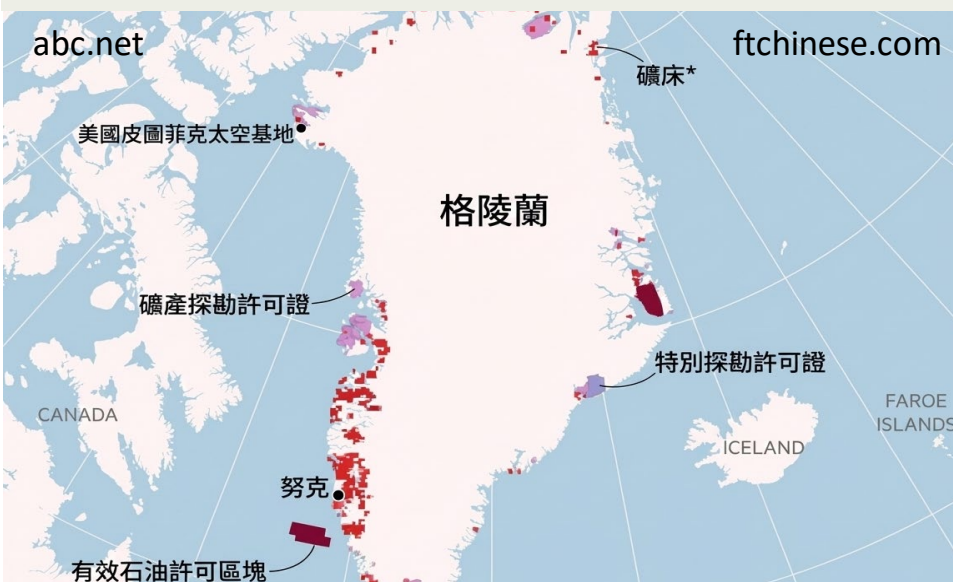 abc.net
ftchinese.com
礦床*
美國皮圖菲克太空基地
格陵蘭
礦產探勘許可證
特別探勘許可證
CANADA
FAROE
ISLANDS
ICELAND
努克
有效石油許可區塊